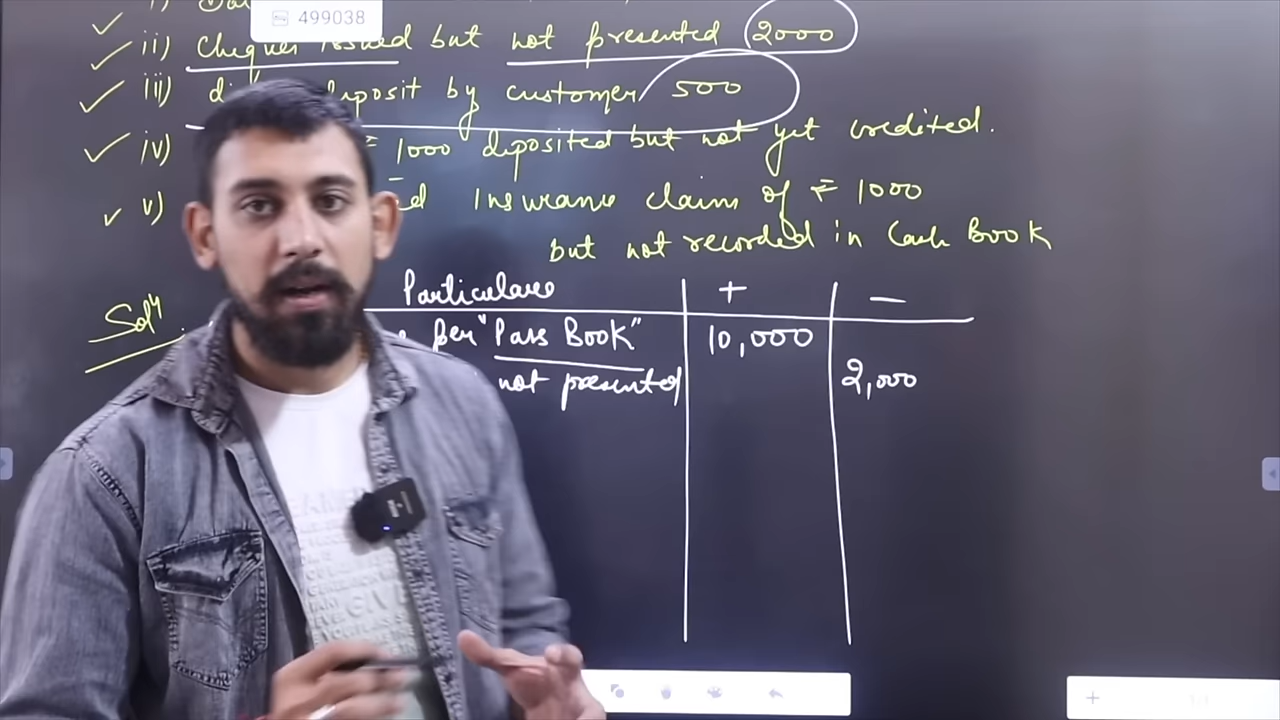 499038
ii) Cheques issued but not presented 2000
iii) deposit by customer 500
iv) ₹ 1000 deposited but not yet credited.
v) Insurance claim of ₹ 1000
but not recorded in Cash Book
Particulars + —
Solⁿ. per "Pass Book" 10,000
not presented 2,000